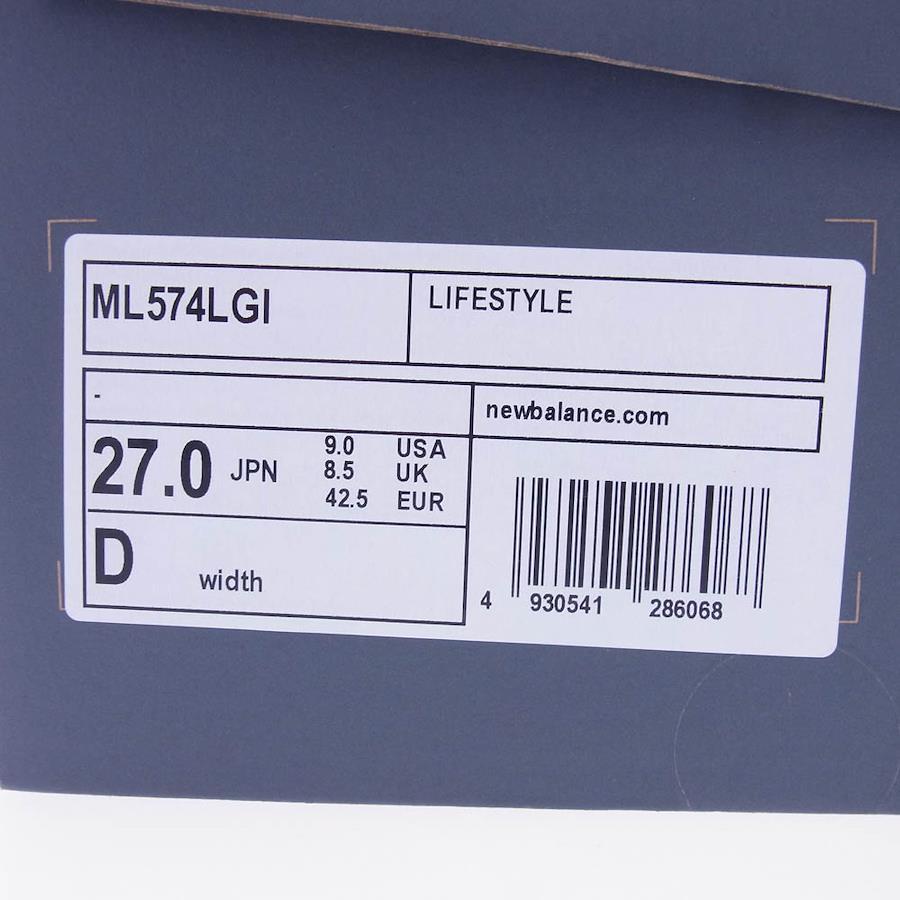 ML574LGI
LIFESTYLE
-
newbalance.com
27.0 JPN
9.0 USA
8.5 UK
42.5 EUR
D width
4 930541 286068